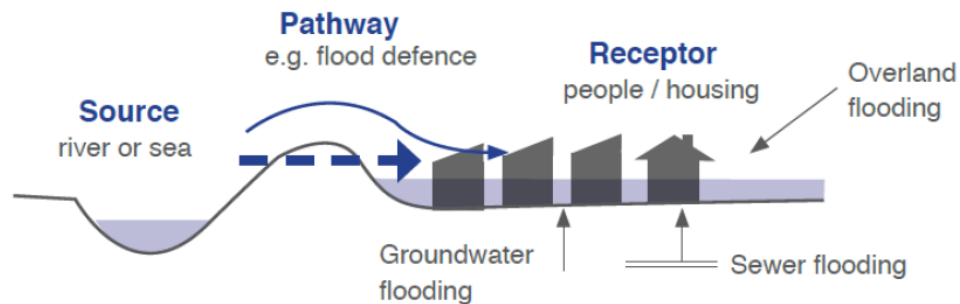 Pathway
e.g. flood defence
Receptor
people / housing
Overland
flooding
Source
river or sea
Groundwater
flooding
Sewer flooding